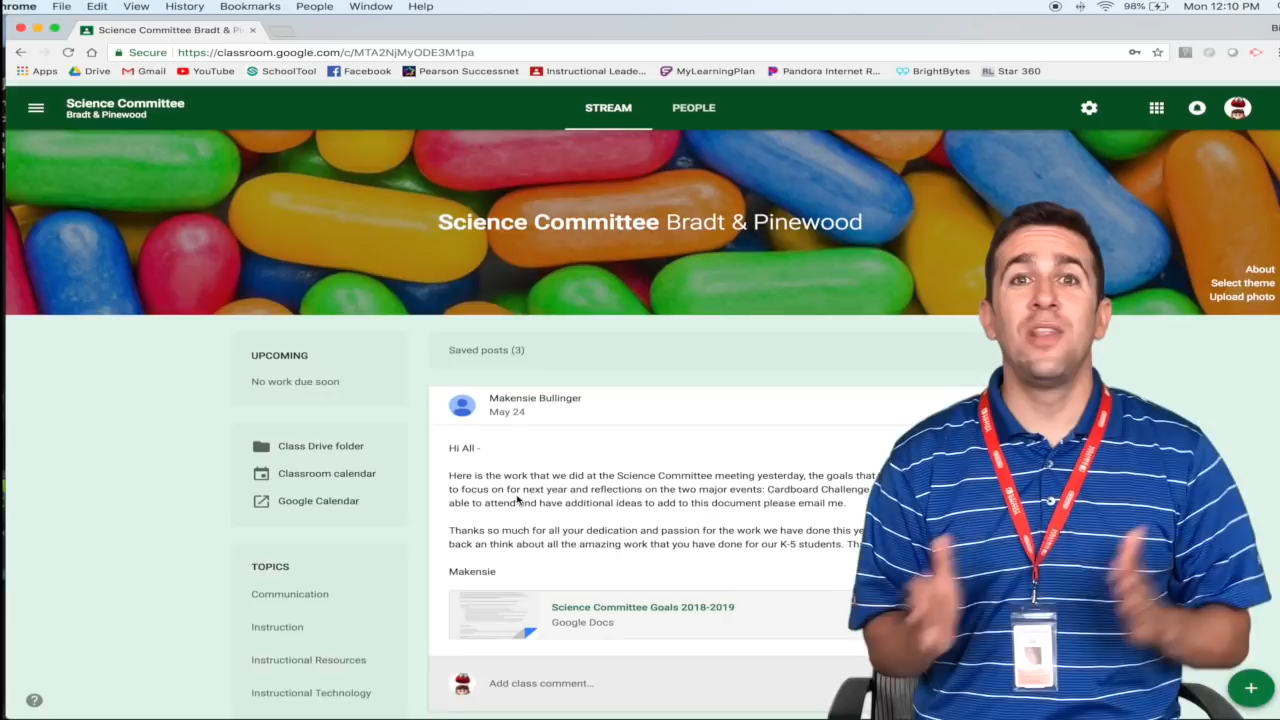 hrome File Edit View History Bookmarks People Window Help 98% Mon 12:10 PM
Science Committee Bradt & Pi
Secure https://classroom.google.com/c/MTA2NjMyODE3M1pa
Apps Drive Gmail YouTube SchoolTool Facebook Pearson Successnet Instructional Leade... MyLearningPlan Pandora Internet R... BrightBytes RL Star 360
Science Committee
Bradt & Pinewood
STREAM PEOPLE
Science Committee Bradt & Pinewood
About
Select theme
Upload photo
UPCOMING
No work due soon
Class Drive folder
Classroom calendar
Google Calendar
TOPICS
Communication
Instruction
Instructional Resources
Instructional Technology
Saved posts (3)
Makensie Bullinger
May 24
Hi All -
Here is the work that we did at the Science Committee meeting yesterday, the goals that
to focus on for next year and reflections on the two major events: Cardboard Challenge
able to attend and have additional ideas to add to this document please email me.
Thanks so much for all your dedication and passion for the work we have done this ye
back an think about all the amazing work that you have done for our K-5 students. Th
Makensie
Science Committee Goals 2018-2019
Google Docs
Add class comment...